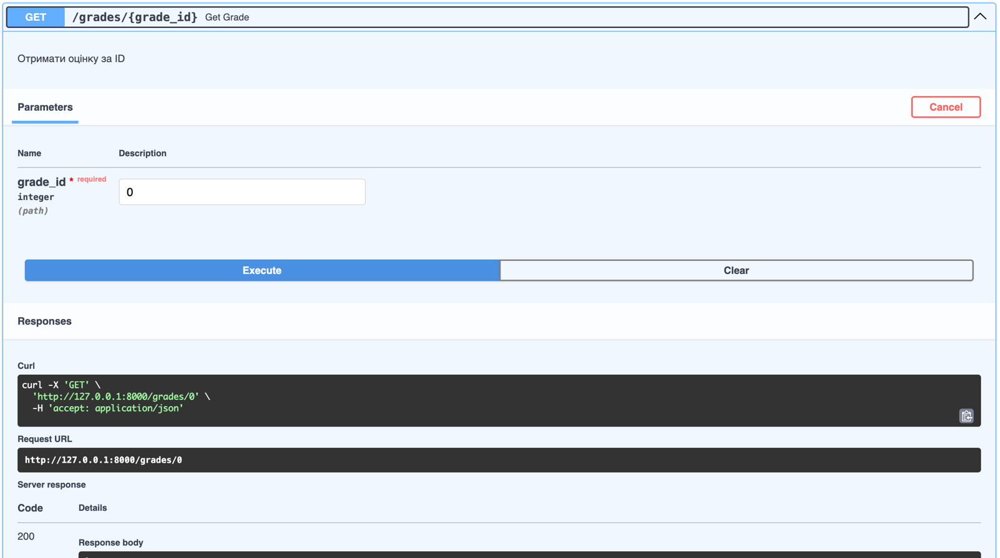 GET /grades/{grade_id} Get Grade
Отримати оцінку за ID
Parameters
Cancel
Name Description
grade_id * required
integer
(path)
0
Execute
Clear
Responses
Curl
curl -X 'GET' \
'http://127.0.0.1:8000/grades/0' \
-H 'accept: application/json'
Request URL
http://127.0.0.1:8000/grades/0
Server response
Code Details
200
Response body